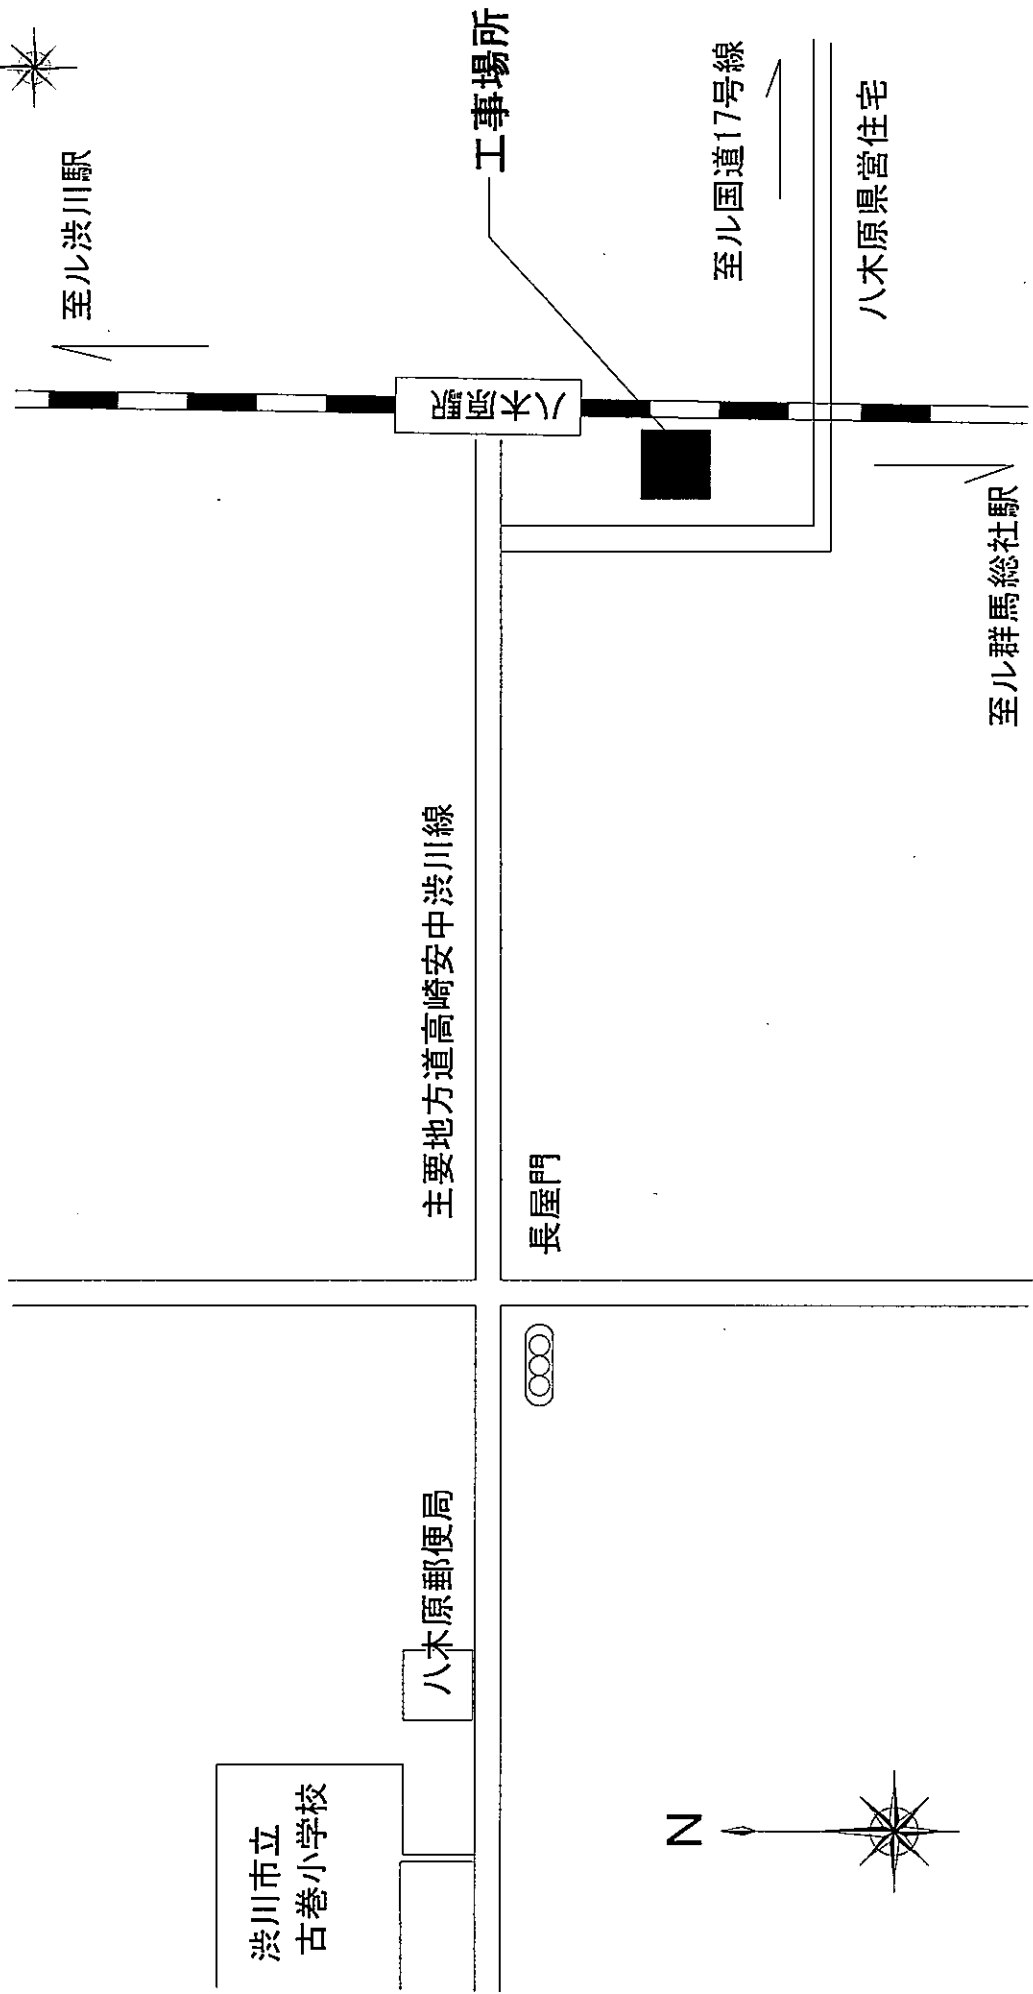 至ル渋川駅
工事場所
八木原駅
至ル国道17号線
八木原県営住宅
至ル群馬総社駅
主要地方道高崎安中渋川線
長屋門
八木原郵便局
渋川市立
古巻小学校
N